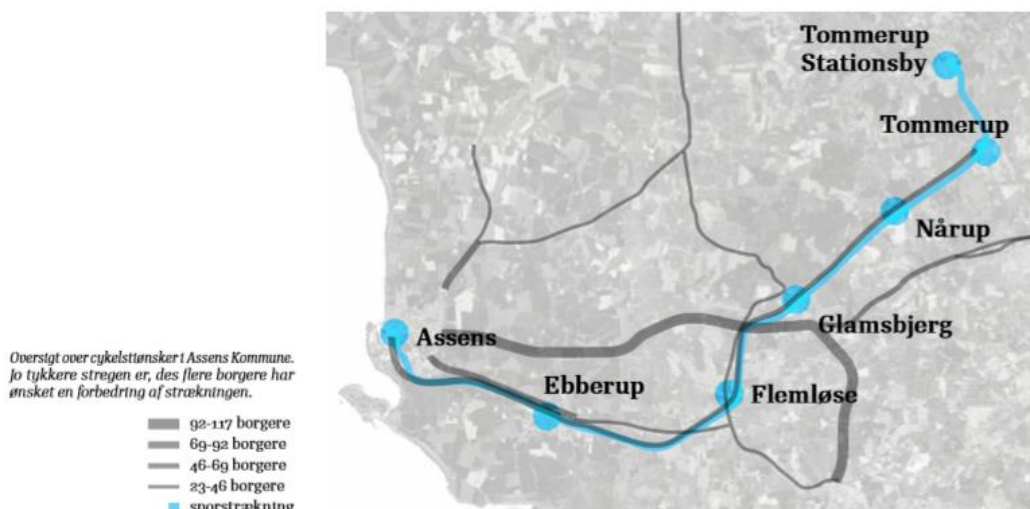 Tommerup
Stationsby
Tommerup
Nårup
Glamsbjerg
Assens
Ebberup
Flemløse
Oversigt over cykelstiønsker i Assens Kommune.
Jo tykkere stregen er, des flere borgere har
ønsket en forbedring af strækningen.
92-117 borgere
69-92 borgere
46-69 borgere
23-46 borgere
sporstrækning